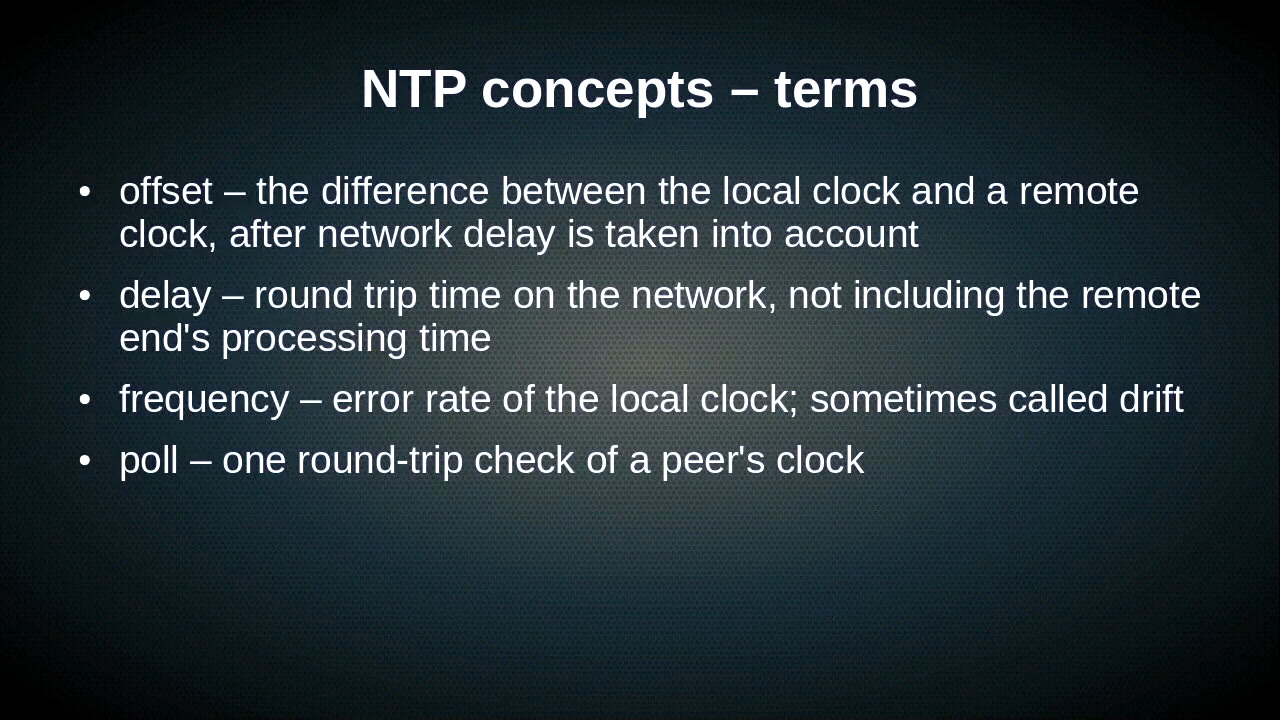 NTP concepts – terms
• offset – the difference between the local clock and a remote
clock, after network delay is taken into account
• delay – round trip time on the network, not including the remote
end's processing time
• frequency – error rate of the local clock; sometimes called drift
• poll – one round-trip check of a peer's clock